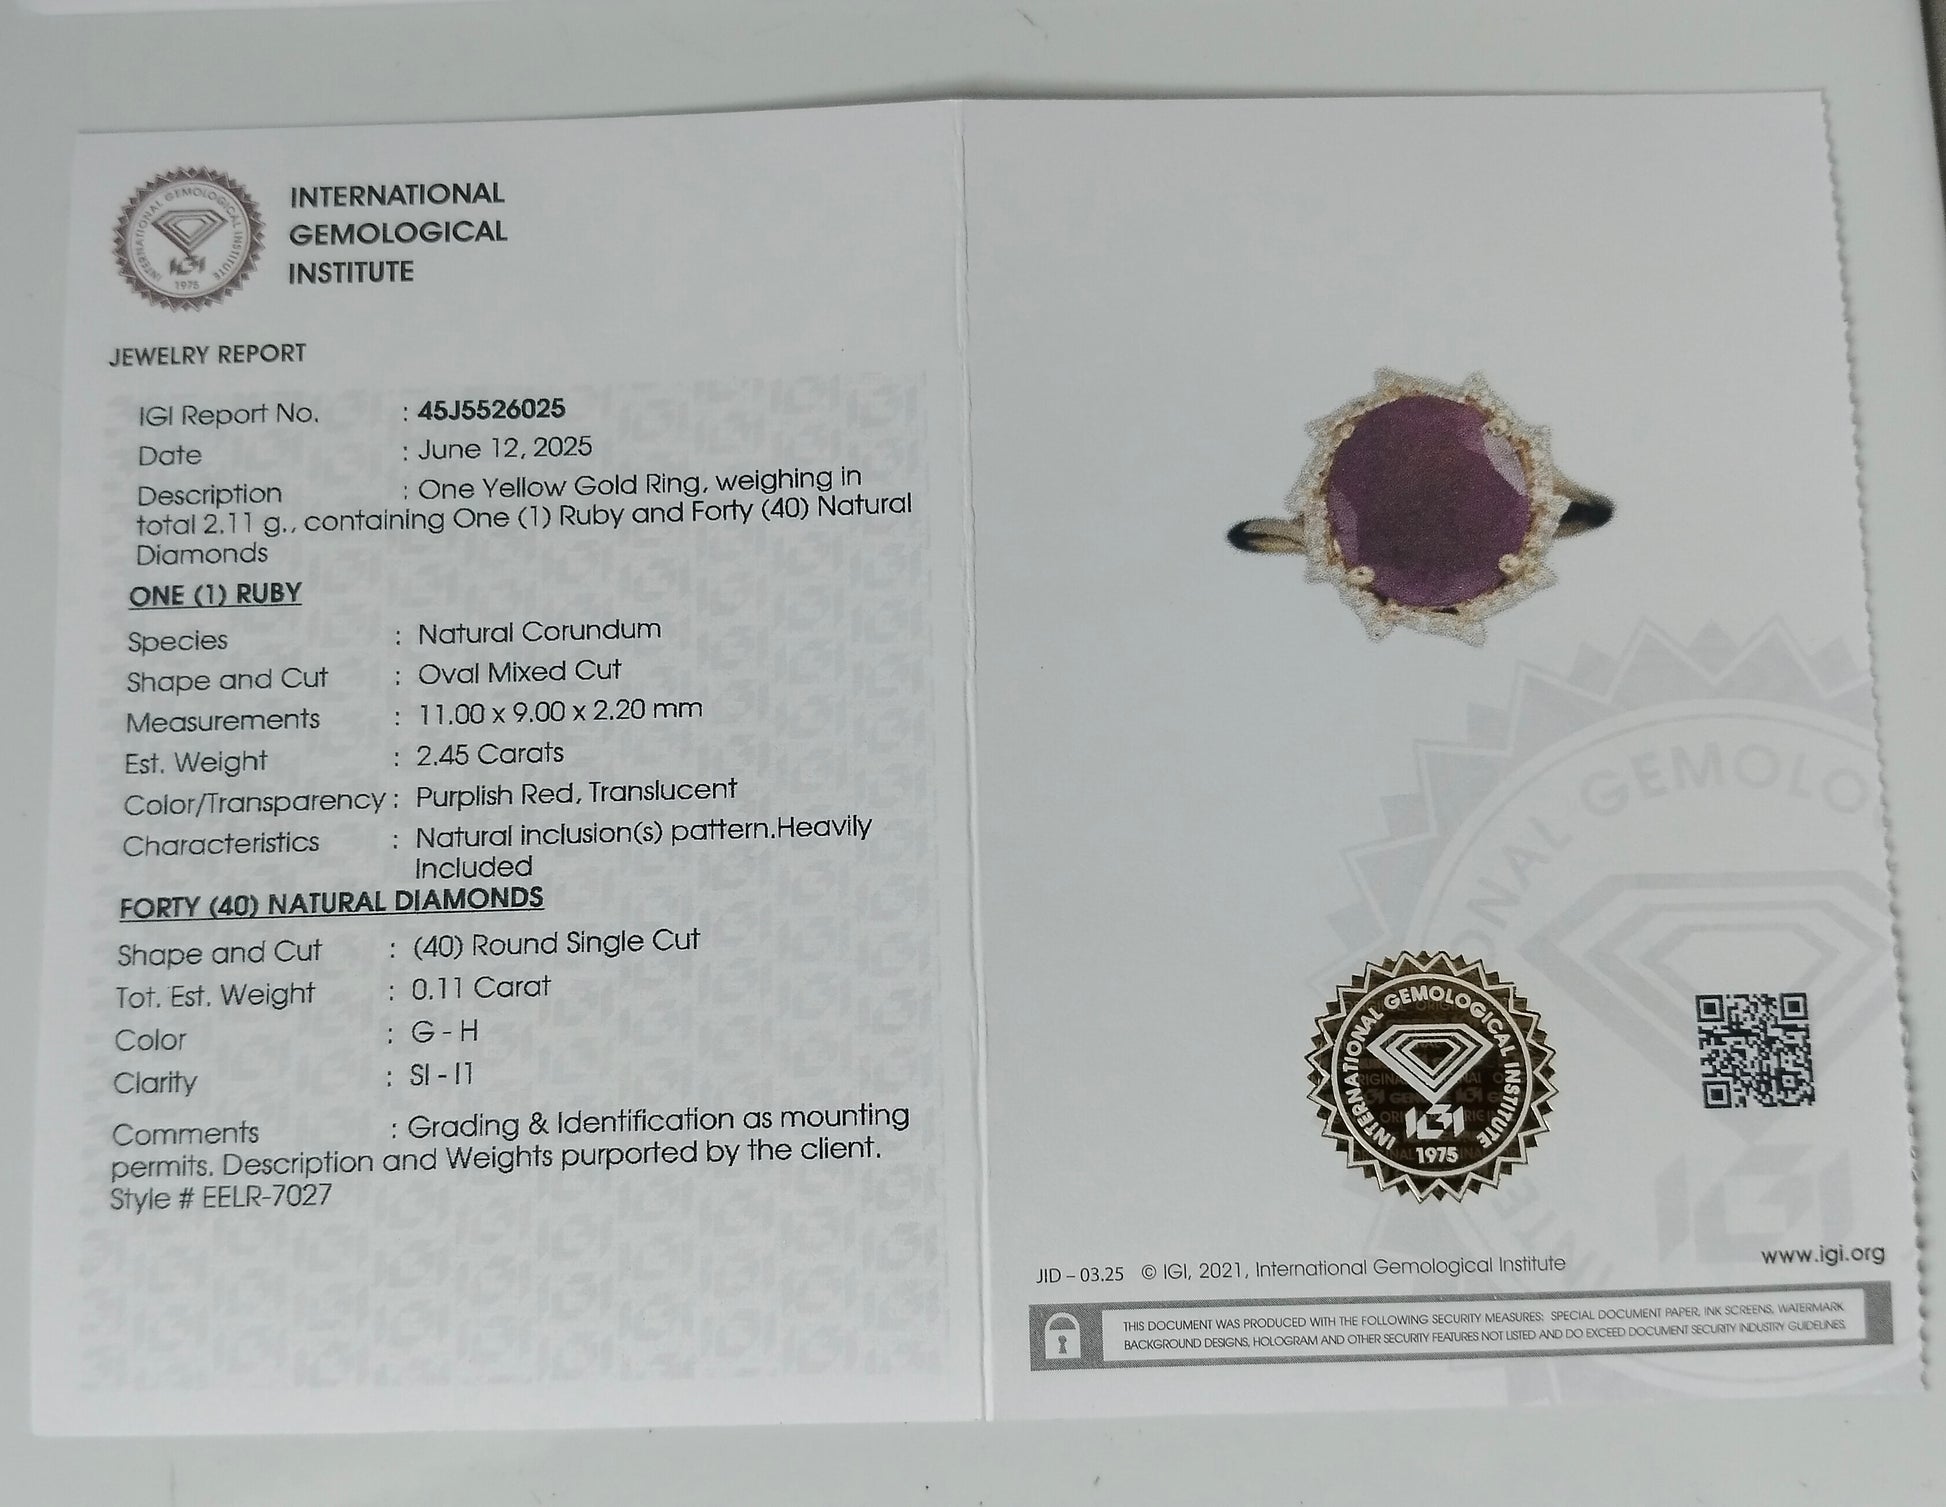 INTERNATIONAL
GEMOLOGICAL
INSTITUTE
INTERNATIONAL GEMOLOGICAL INSTITUTE
IGI
1975
JEWELRY REPORT
IGI Report No. : 45J5526025
Date : June 12, 2025
Description : One Yellow Gold Ring, weighing in
total 2.11 g., containing One (1) Ruby and Forty (40) Natural
Diamonds
ONE (1) RUBY
Species : Natural Corundum
Shape and Cut : Oval Mixed Cut
Measurements : 11.00 x 9.00 x 2.20 mm
Est. Weight : 2.45 Carats
Color/Transparency : Purplish Red, Translucent
Characteristics : Natural inclusion(s) pattern.Heavily
Included
FORTY (40) NATURAL DIAMONDS
Shape and Cut : (40) Round Single Cut
Tot. Est. Weight : 0.11 Carat
Color : G - H
Clarity : SI - I1
Comments : Grading & Identification as mounting
permits. Description and Weights purported by the client.
Style # EELR-7027
INTERNATIONAL GEMOLOGICAL INSTITUTE
IGI
1975
www.igi.org
JID – 03.25 © IGI, 2021, International Gemological Institute
THIS DOCUMENT WAS PRODUCED WITH THE FOLLOWING SECURITY MEASURES: SPECIAL DOCUMENT PAPER, INK SCREENS, WATERMARK
BACKGROUND DESIGNS, HOLOGRAM AND OTHER SECURITY FEATURES NOT LISTED AND DO EXCEED DOCUMENT SECURITY INDUSTRY GUIDELINES.